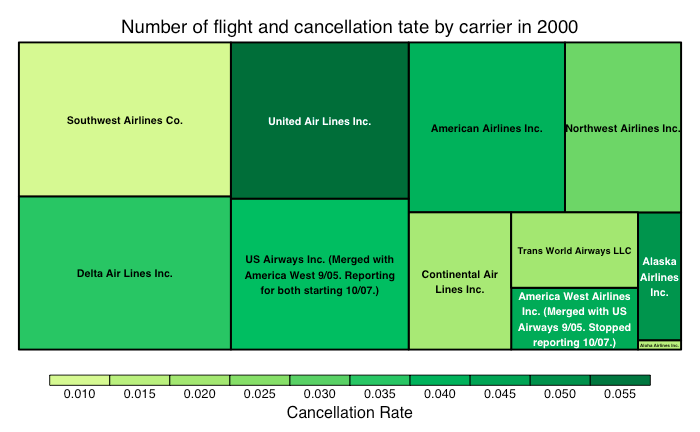 Number of flight and cancellation tate by carrier in 2000
Southwest Airlines Co.
United Air Lines Inc.
American Airlines Inc.
Northwest Airlines Inc.
Delta Air Lines Inc.
US Airways Inc. (Merged with
America West 9/05. Reporting
for both starting 10/07.)
Continental Air
Lines Inc.
Trans World Airways LLC
America West Airlines
Inc. (Merged with US
Airways 9/05. Stopped
reporting 10/07.)
Alaska
Airlines
Inc.
Aloha Airlines Inc.
0.010 0.015 0.020 0.025 0.030 0.035 0.040 0.045 0.050 0.055
Cancellation Rate